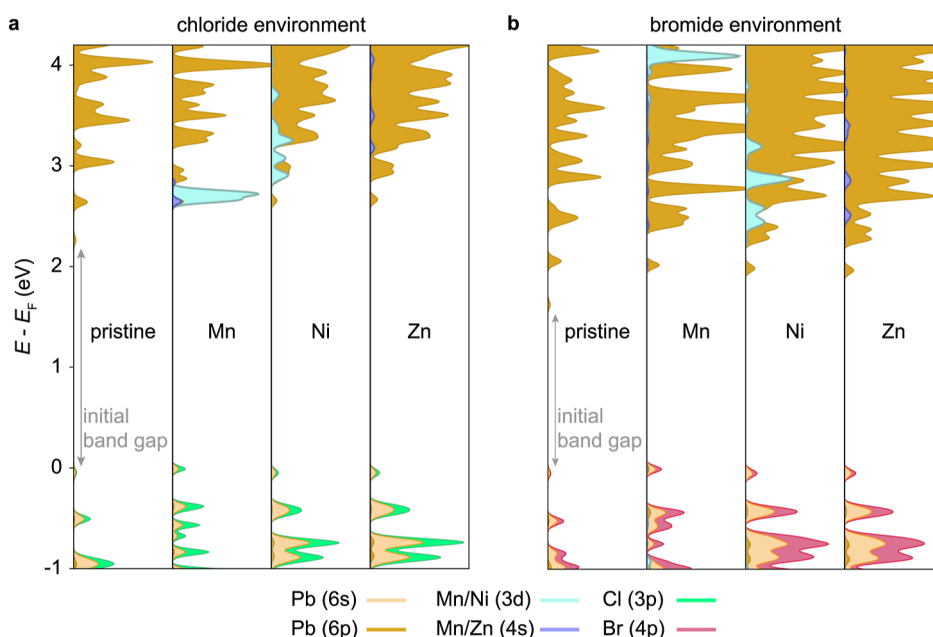 a chloride environment
b bromide environment
E - E_F (eV)
4
3
2
1
0
-1
pristine Mn Ni Zn
initial
band gap
pristine Mn Ni Zn
initial
band gap
Pb (6s) Mn/Ni (3d) Cl (3p)
Pb (6p) Mn/Zn (4s) Br (4p)